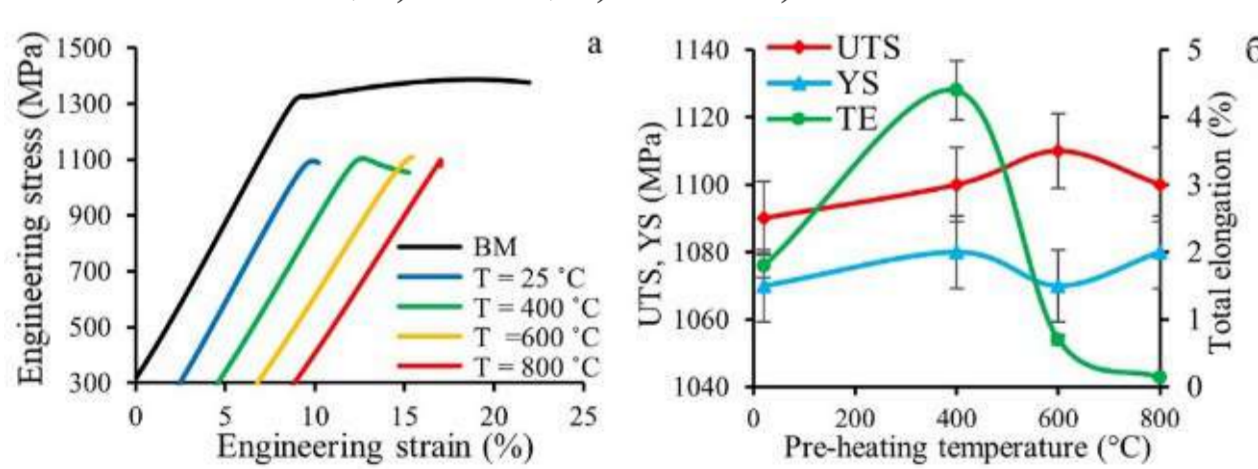 Engineering stress (MPa)
1500
1300
1100
900
700
500
300
0
5
10
15
20
25
Engineering strain (%)
a
BM
T = 25 ˚C
T = 400 ˚C
T =600 ˚C
T = 800 ˚C
UTS, YS (MPa)
1140
1120
1100
1080
1060
1040
0
200
400
600
800
Pre-heating temperature (°C)
5
4
3
2
1
0
Total elongation (%)
UTS
YS
TE